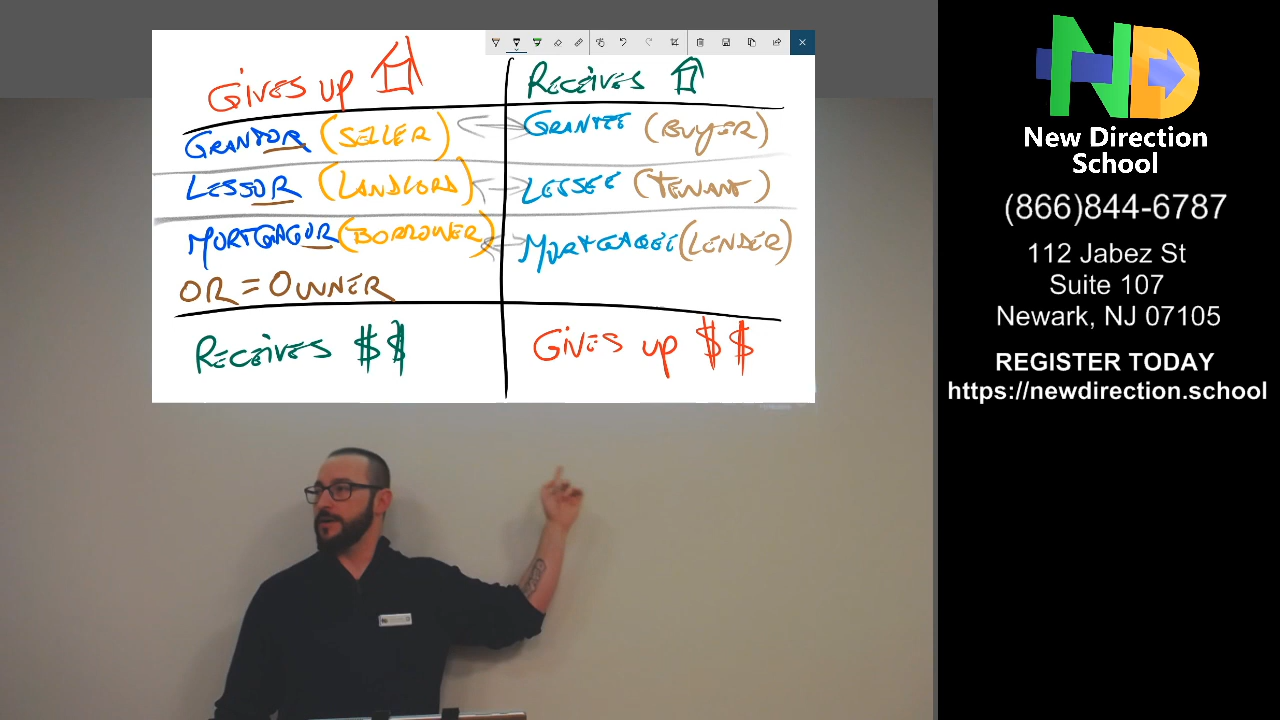 GIVES UP
RECEIVES
GRANTOR (SELLER)
GRANTEE (BUYER)
LESSOR (LANDLORD)
LESSEE (TENANT)
MORTGAGOR (BORROWER)
MORTGAGEE (LENDER)
OR = OWNER
RECEIVES $$
GIVES UP $$
ND
New Direction
School
(866)844-6787
112 Jabez St
Suite 107
Newark, NJ 07105
REGISTER TODAY
https://newdirection.school